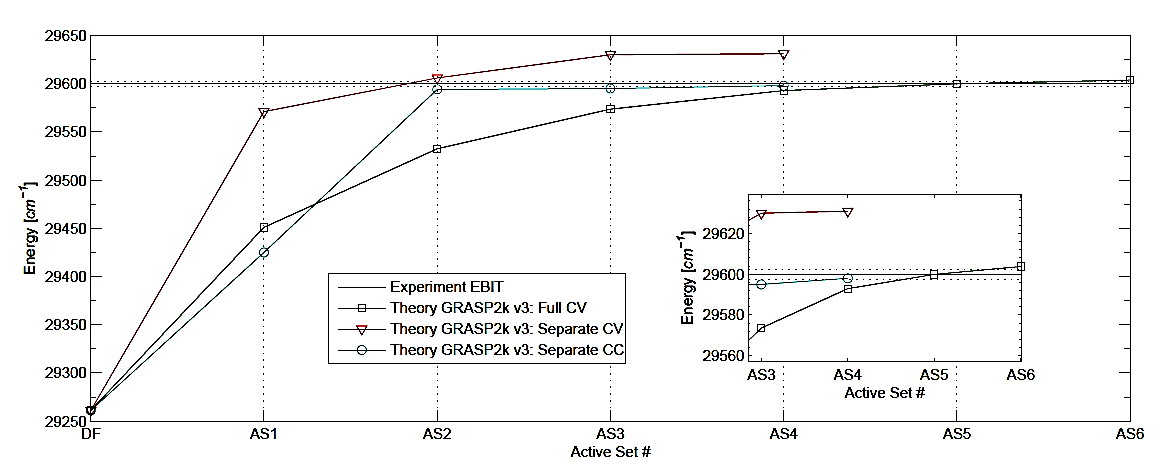 29650
29600
29550
29500
29450
29400
29350
29300
29250
Energy [cm⁻¹]
DF
AS1
AS2
AS3
AS4
AS5
AS6
Active Set #
Experiment EBIT
Theory GRASP2k v3: Full CV
Theory GRASP2k v3: Separate CV
Theory GRASP2k v3: Separate CC
29620
29600
29580
29560
Energy [cm⁻¹]
AS3
AS4
AS5
AS6
Active Set #